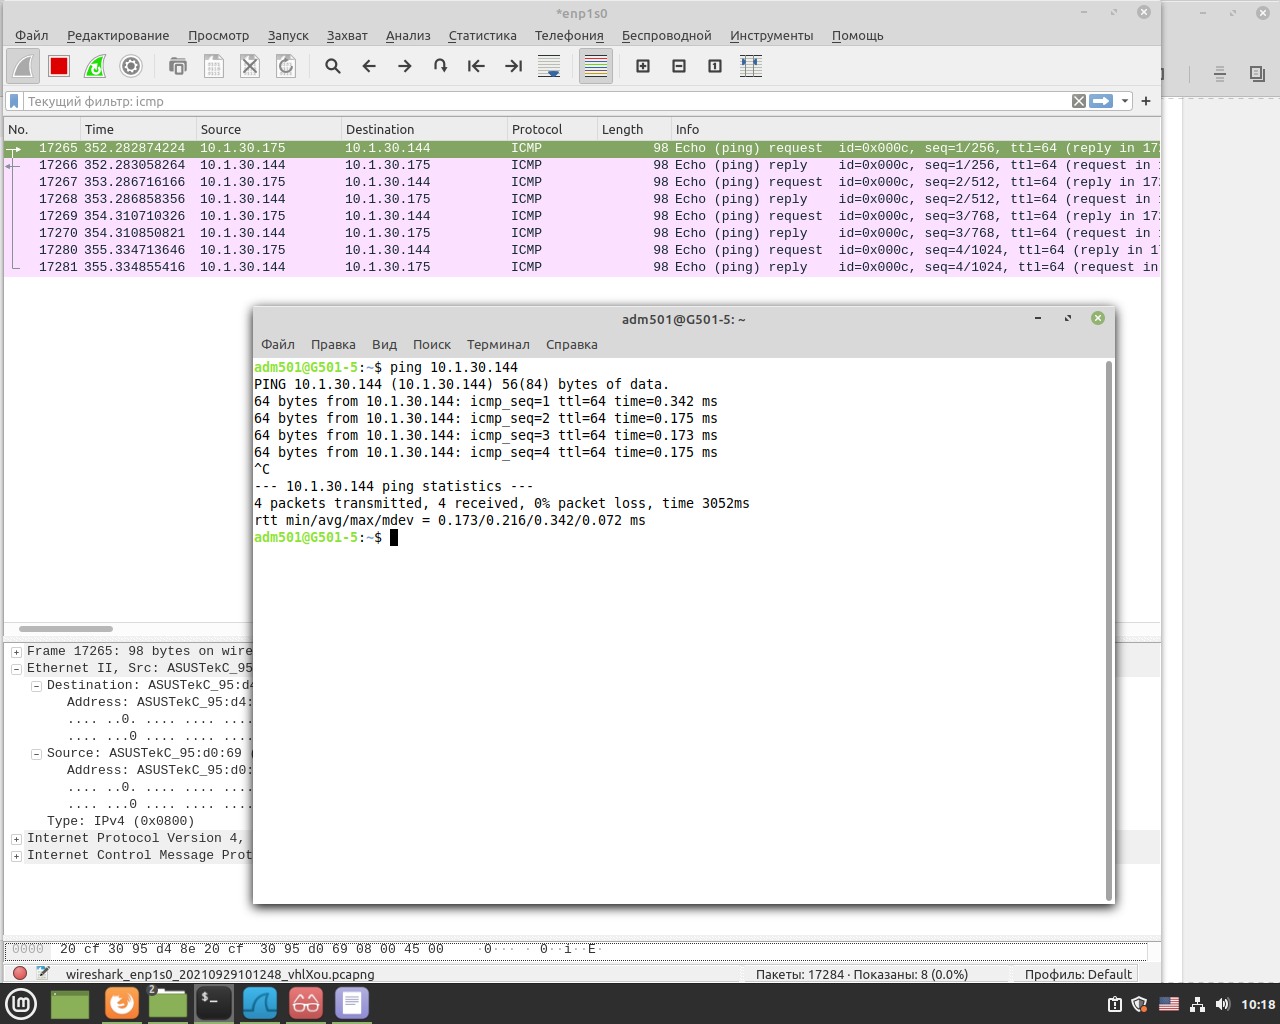 *enp1s0
Файл Редактирование Просмотр Запуск Захват Анализ Статистика Телефония Беспроводной Инструменты Помощь
Текущий фильтр: icmp
No. Time Source Destination Protocol Length Info
17265 352.282874224 10.1.30.175 10.1.30.144 ICMP 98 Echo (ping) request id=0x000c, seq=1/256, ttl=64 (reply in 17
17266 352.283058264 10.1.30.144 10.1.30.175 ICMP 98 Echo (ping) reply id=0x000c, seq=1/256, ttl=64 (request in
17267 353.286716166 10.1.30.175 10.1.30.144 ICMP 98 Echo (ping) request id=0x000c, seq=2/512, ttl=64 (reply in 17
17268 353.286858356 10.1.30.144 10.1.30.175 ICMP 98 Echo (ping) reply id=0x000c, seq=2/512, ttl=64 (request in
17269 354.310710326 10.1.30.175 10.1.30.144 ICMP 98 Echo (ping) request id=0x000c, seq=3/768, ttl=64 (reply in 17
17270 354.310850821 10.1.30.144 10.1.30.175 ICMP 98 Echo (ping) reply id=0x000c, seq=3/768, ttl=64 (request in
17280 355.334713646 10.1.30.175 10.1.30.144 ICMP 98 Echo (ping) request id=0x000c, seq=4/1024, ttl=64 (reply in 1
17281 355.334855416 10.1.30.144 10.1.30.175 ICMP 98 Echo (ping) reply id=0x000c, seq=4/1024, ttl=64 (request in
adm501@G501-5: ~
Файл Правка Вид Поиск Терминал Справка
adm501@G501-5:~$ ping 10.1.30.144
PING 10.1.30.144 (10.1.30.144) 56(84) bytes of data.
64 bytes from 10.1.30.144: icmp_seq=1 ttl=64 time=0.342 ms
64 bytes from 10.1.30.144: icmp_seq=2 ttl=64 time=0.175 ms
64 bytes from 10.1.30.144: icmp_seq=3 ttl=64 time=0.173 ms
64 bytes from 10.1.30.144: icmp_seq=4 ttl=64 time=0.175 ms
^C
--- 10.1.30.144 ping statistics ---
4 packets transmitted, 4 received, 0% packet loss, time 3052ms
rtt min/avg/max/mdev = 0.173/0.216/0.342/0.072 ms
adm501@G501-5:~$
Frame 17265: 98 bytes on wire
Ethernet II, Src: ASUSTekC_95
Destination: ASUSTekC_95:d4
Address: ASUSTekC_95:d4:
.... ..0. .... .... ....
.... ...0 .... .... ....
Source: ASUSTekC_95:d0:69 (
Address: ASUSTekC_95:d0:
.... ..0. .... .... ....
.... ...0 .... .... ....
Type: IPv4 (0x0800)
Internet Protocol Version 4,
Internet Control Message Prot
0000 20 cf 30 95 d4 8e 20 cf 30 95 d0 69 08 00 45 00 ·0··· · 0··i··E·
wireshark_enp1s0_20210929101248_vhlXou.pcapng Пакеты: 17284 · Показаны: 8 (0.0%) Профиль: Default
2
10:18